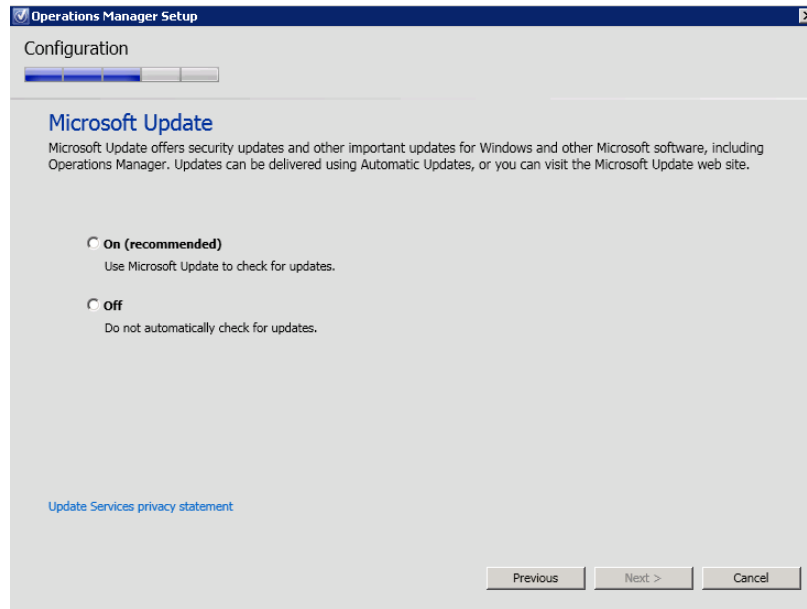 Operations Manager Setup
Configuration
Microsoft Update
Microsoft Update offers security updates and other important updates for Windows and other Microsoft software, including
Operations Manager. Updates can be delivered using Automatic Updates, or you can visit the Microsoft Update web site.
On (recommended)
Use Microsoft Update to check for updates.
Off
Do not automatically check for updates.
Update Services privacy statement
Previous Next > Cancel